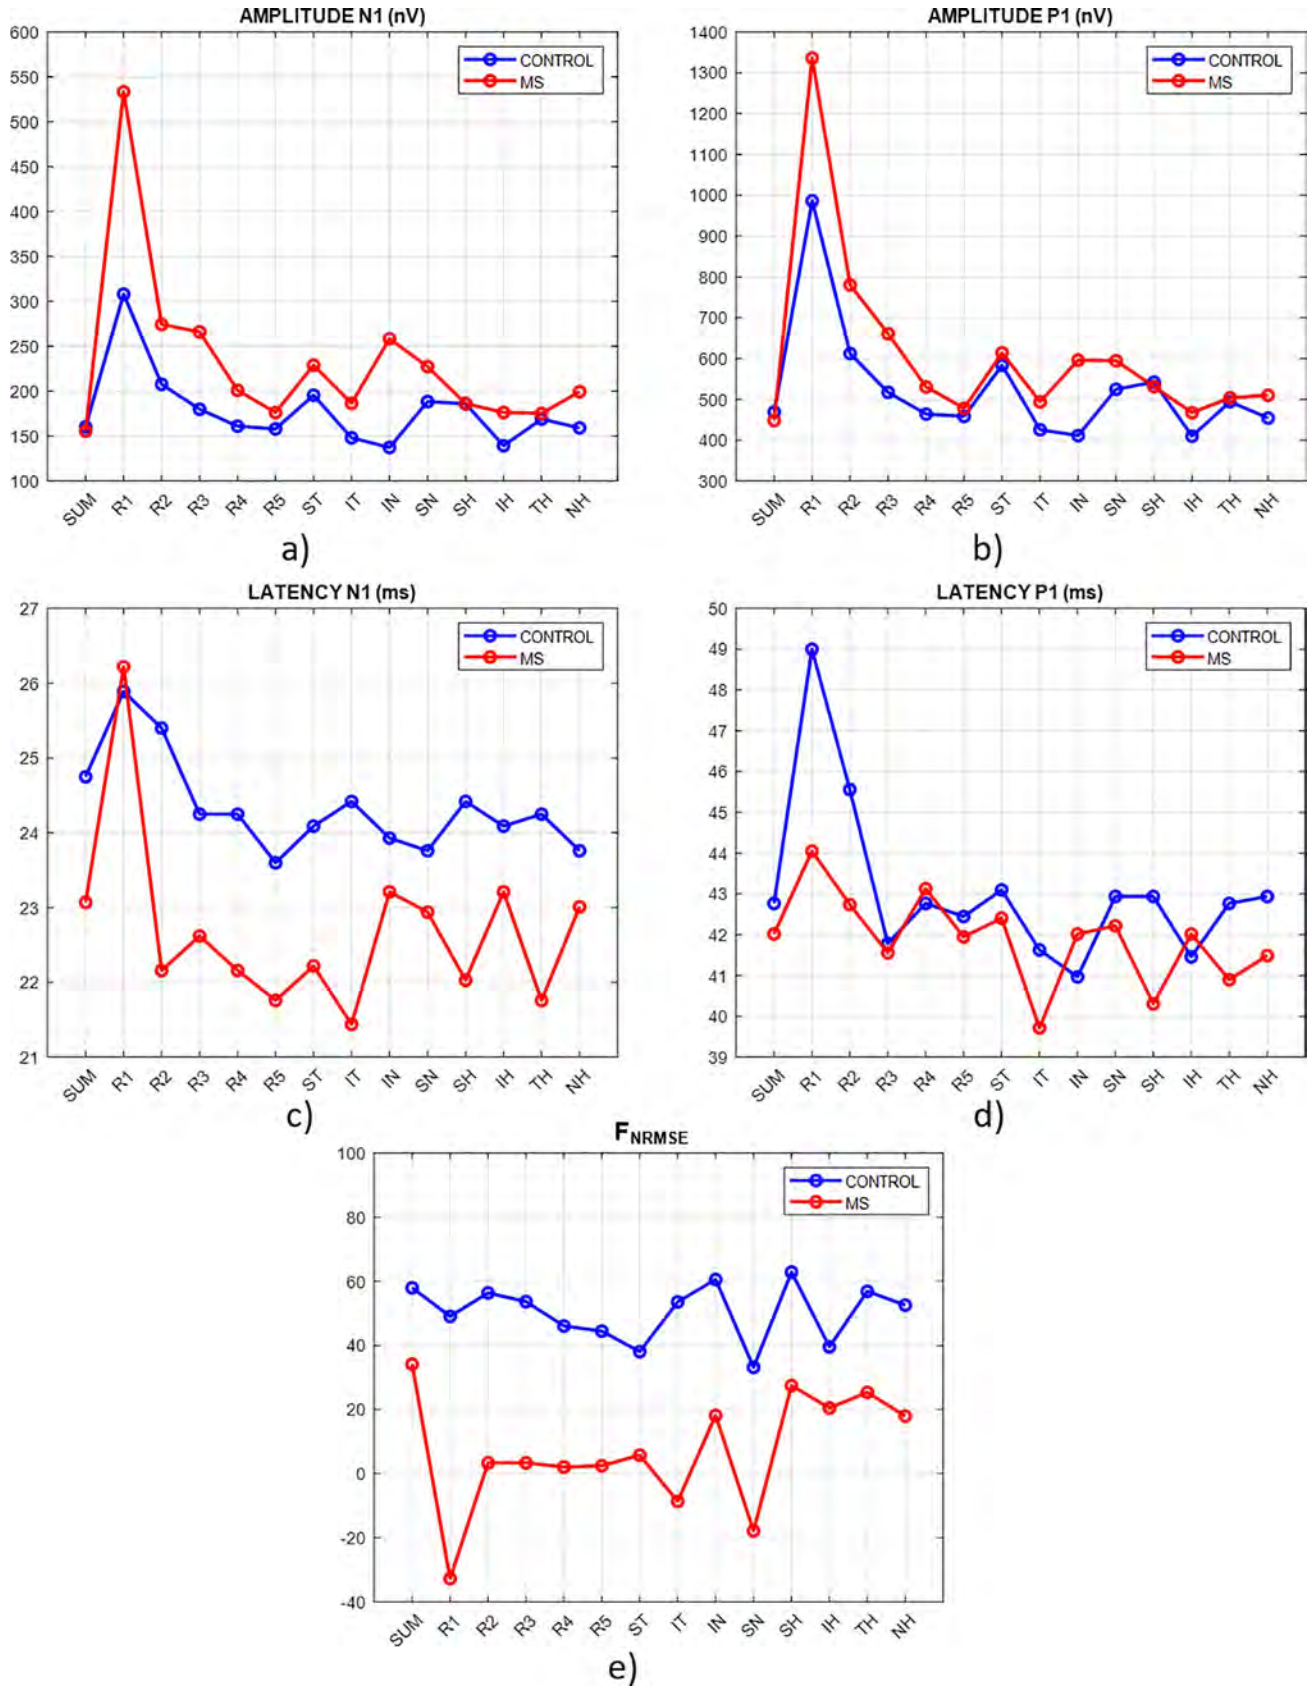 AMPLITUDE N1 (nV)
600
550
500
450
400
350
300
250
200
150
100
CONTROL
MS
SUM R1 R2 R3 R4 R5 ST IT IN SN SH IH TH NH
a)
AMPLITUDE P1 (nV)
1400
1300
1200
1100
1000
900
800
700
600
500
400
300
CONTROL
MS
SUM R1 R2 R3 R4 R5 ST IT IN SN SH IH TH NH
b)
LATENCY N1 (ms)
27
26
25
24
23
22
21
CONTROL
MS
SUM R1 R2 R3 R4 R5 ST IT IN SN SH IH TH NH
c)
LATENCY P1 (ms)
50
49
48
47
46
45
44
43
42
41
40
39
CONTROL
MS
SUM R1 R2 R3 R4 R5 ST IT IN SN SH IH TH NH
d)
FNRMSE
100
80
60
40
20
0
-20
-40
CONTROL
MS
SUM R1 R2 R3 R4 R5 ST IT IN SN SH IH TH NH
e)